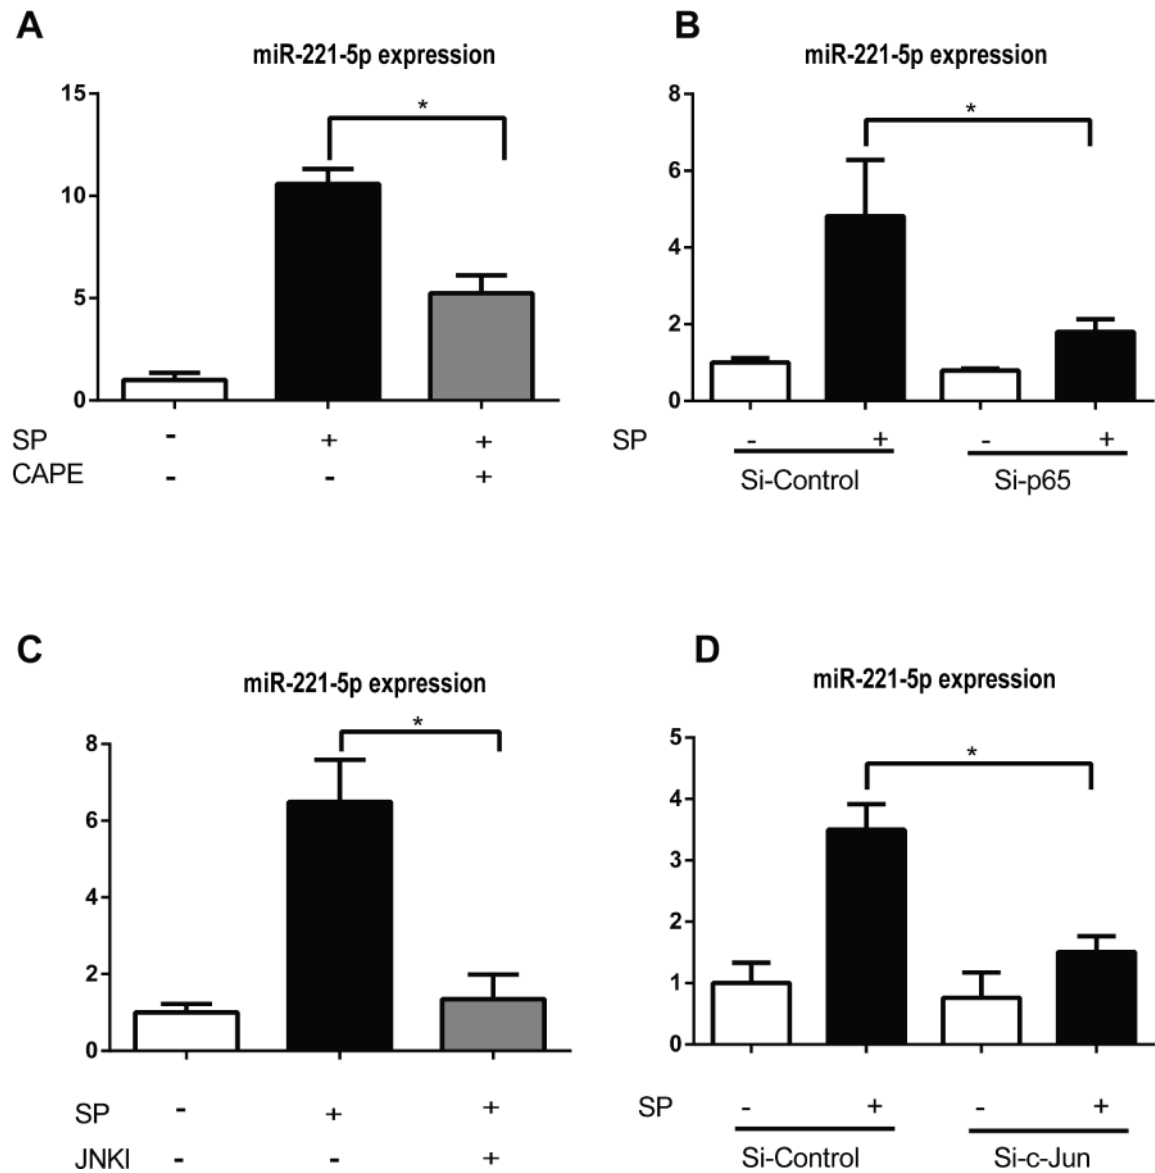 A
miR-221-5p expression
15
10
5
0
*
SP - + +
CAPE - - +
B
miR-221-5p expression
8
6
4
2
0
*
SP - + - +
Si-Control Si-p65
C
miR-221-5p expression
8
6
4
2
0
*
SP - + +
JNKI - - +
D
miR-221-5p expression
5
4
3
2
1
0
*
SP - + - +
Si-Control Si-c-Jun